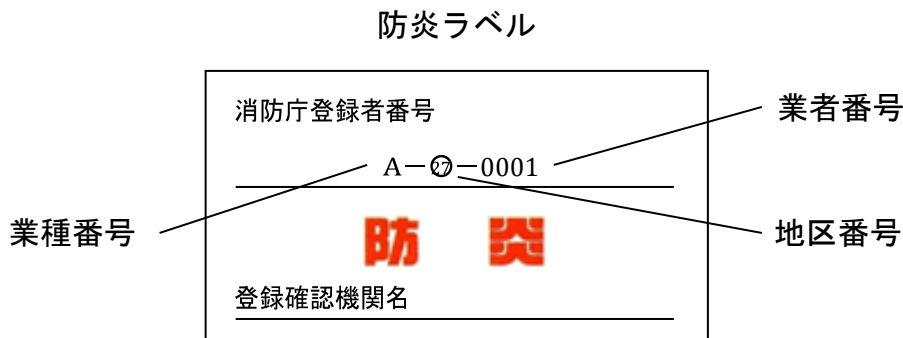 防炎ラベル
消防庁登録者番号
業者番号
A－㉗－0001
業種番号
防 炎
地区番号
登録確認機関名